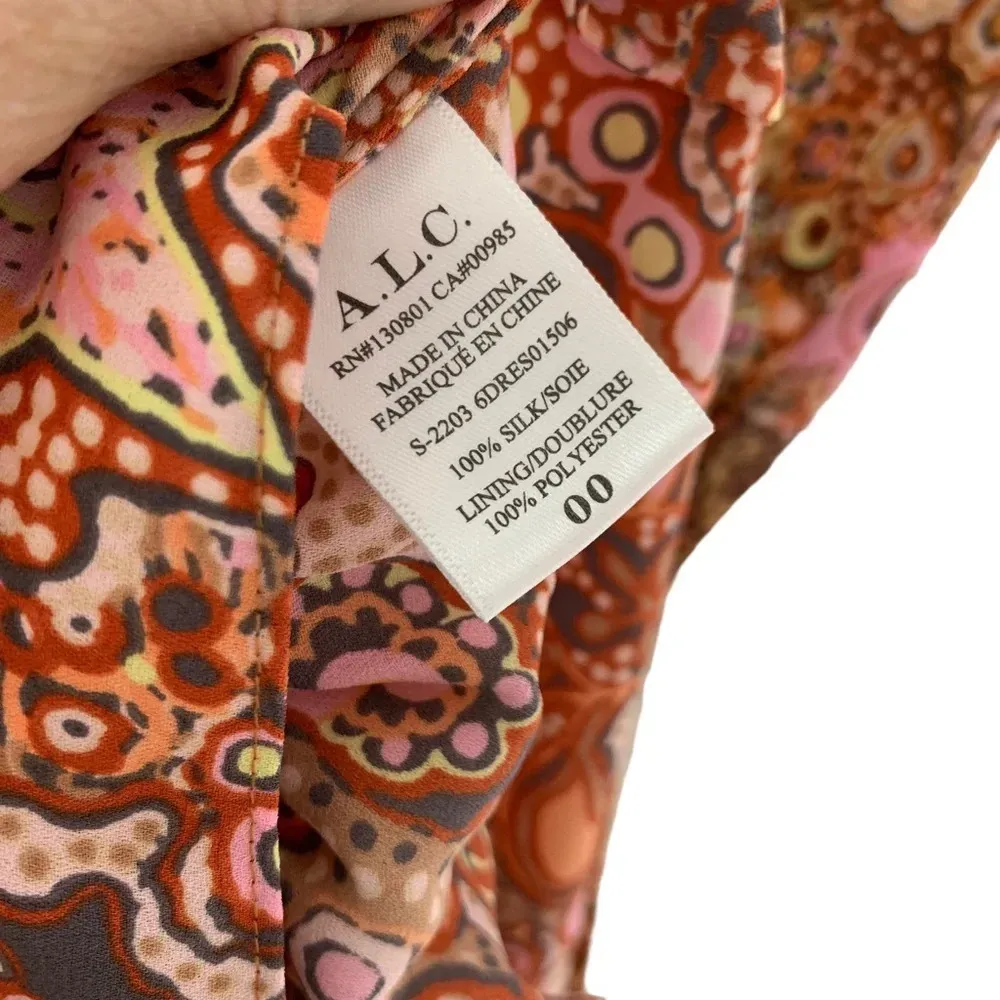 A.L.C.
RN#130801 CA#00985
MADE IN CHINA
FABRIQUÉ EN CHINE
S-2203 6DRES01506
100% SILK/SOIE
LINING/DOUBLURE
100% POLYESTER
00